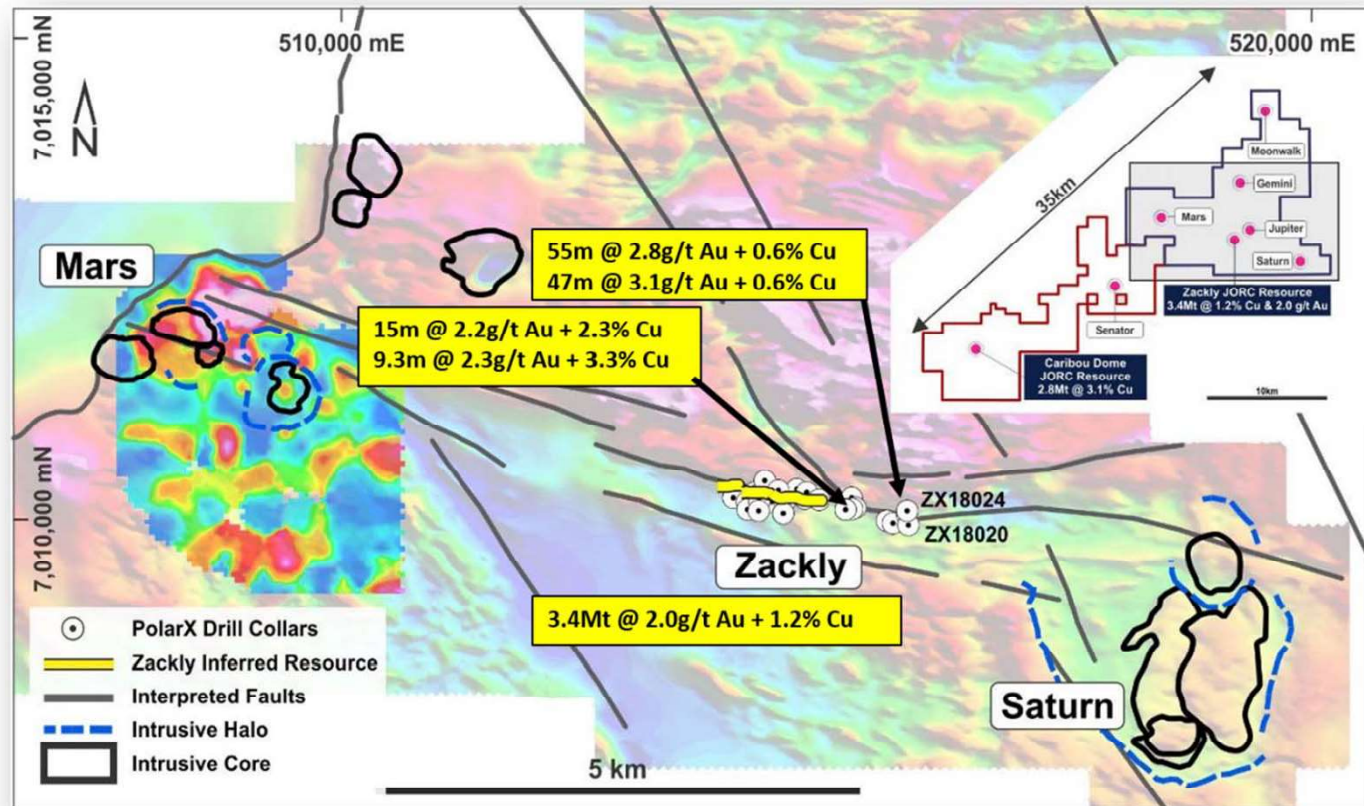 510,000 mE
520,000 mE
7,015,000 mN
N
35km
Moonwalk
Gemini
Mars
Jupiter
Saturn
Zackly JORC Resource
3.4Mt @ 1.2% Cu & 2.0 g/t Au
Senator
Caribou Dome
JORC Resource
2.8Mt @ 3.1% Cu
10km
Mars
55m @ 2.8g/t Au + 0.6% Cu
47m @ 3.1g/t Au + 0.6% Cu
15m @ 2.2g/t Au + 2.3% Cu
9.3m @ 2.3g/t Au + 3.3% Cu
7,010,000 mN
ZX18024
ZX18020
Zackly
3.4Mt @ 2.0g/t Au + 1.2% Cu
Saturn
PolarX Drill Collars
Zackly Inferred Resource
Interpreted Faults
Intrusive Halo
Intrusive Core
5 km